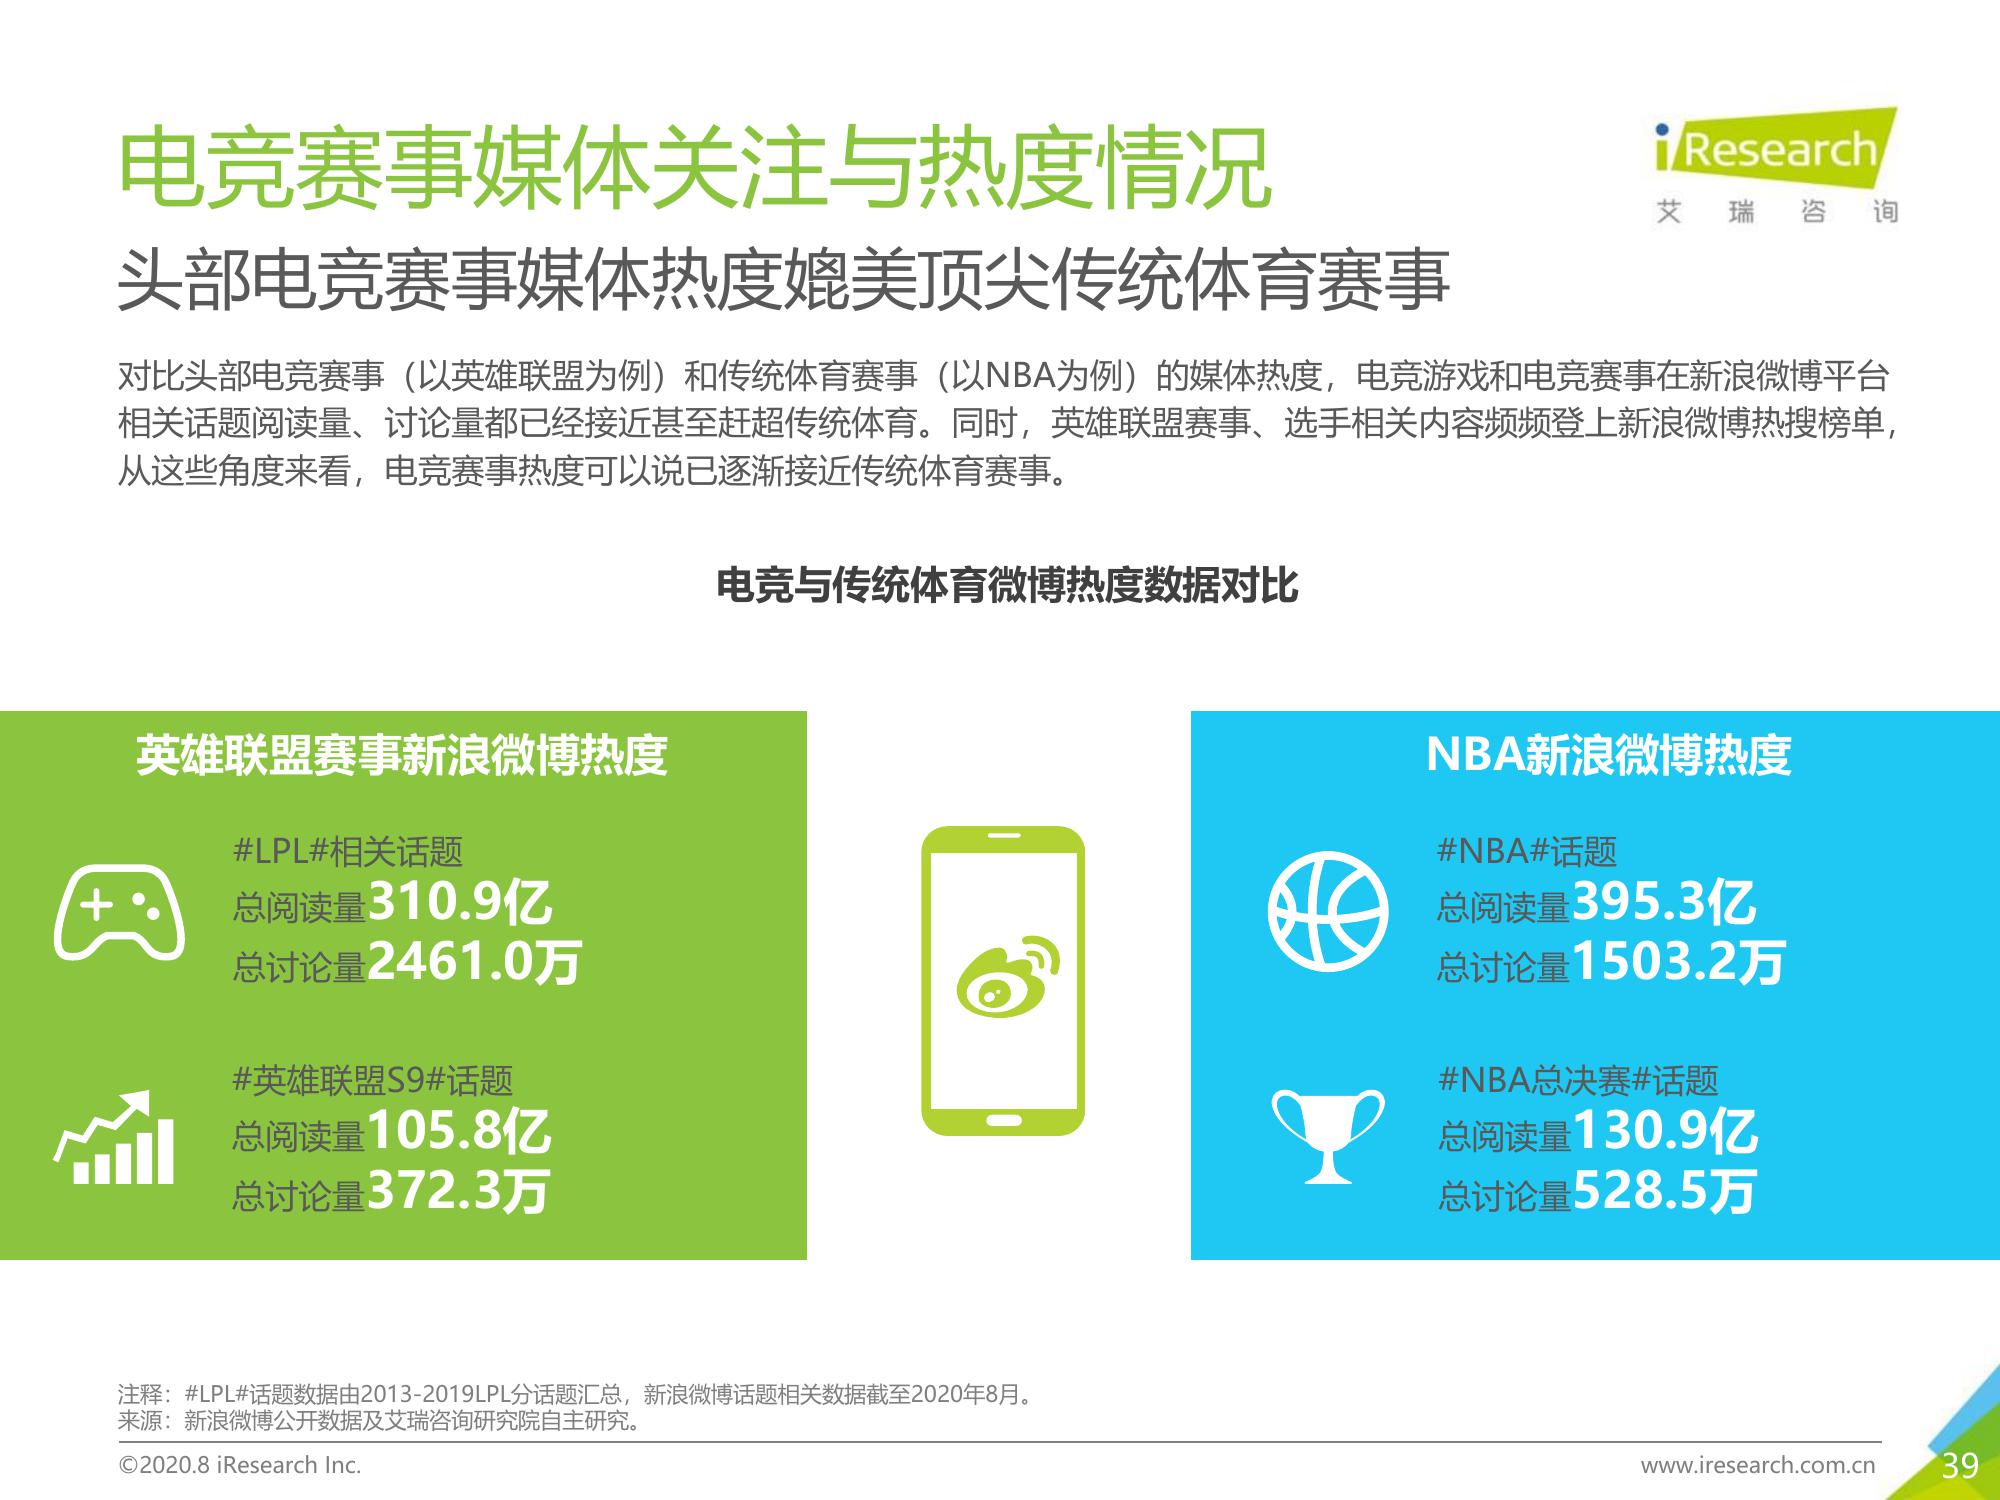 电竞赛事媒体关注与热度情况
iResearch
艾瑞咨询
头部电竞赛事媒体热度媲美顶尖传统体育赛事
对比头部电竞赛事（以英雄联盟为例）和传统体育赛事（以NBA为例）的媒体热度，电竞游戏和电竞赛事在新浪微博平台
相关话题阅读量、讨论量都已经接近甚至赶超传统体育。同时，英雄联盟赛事、选手相关内容频频登上新浪微博热搜榜单，
从这些角度来看，电竞赛事热度可以说已逐渐接近传统体育赛事。
电竞与传统体育微博热度数据对比
英雄联盟赛事新浪微博热度
#LPL#相关话题
总阅读量310.9亿
总讨论量2461.0万
#英雄联盟S9#话题
总阅读量105.8亿
总讨论量372.3万
NBA新浪微博热度
#NBA#话题
总阅读量395.3亿
总讨论量1503.2万
#NBA总决赛#话题
总阅读量130.9亿
总讨论量528.5万
注释：#LPL#话题数据由2013-2019LPL分话题汇总，新浪微博话题相关数据截至2020年8月。
来源：新浪微博公开数据及艾瑞咨询研究院自主研究。
©2020.8 iResearch Inc.
www.iresearch.com.cn
39